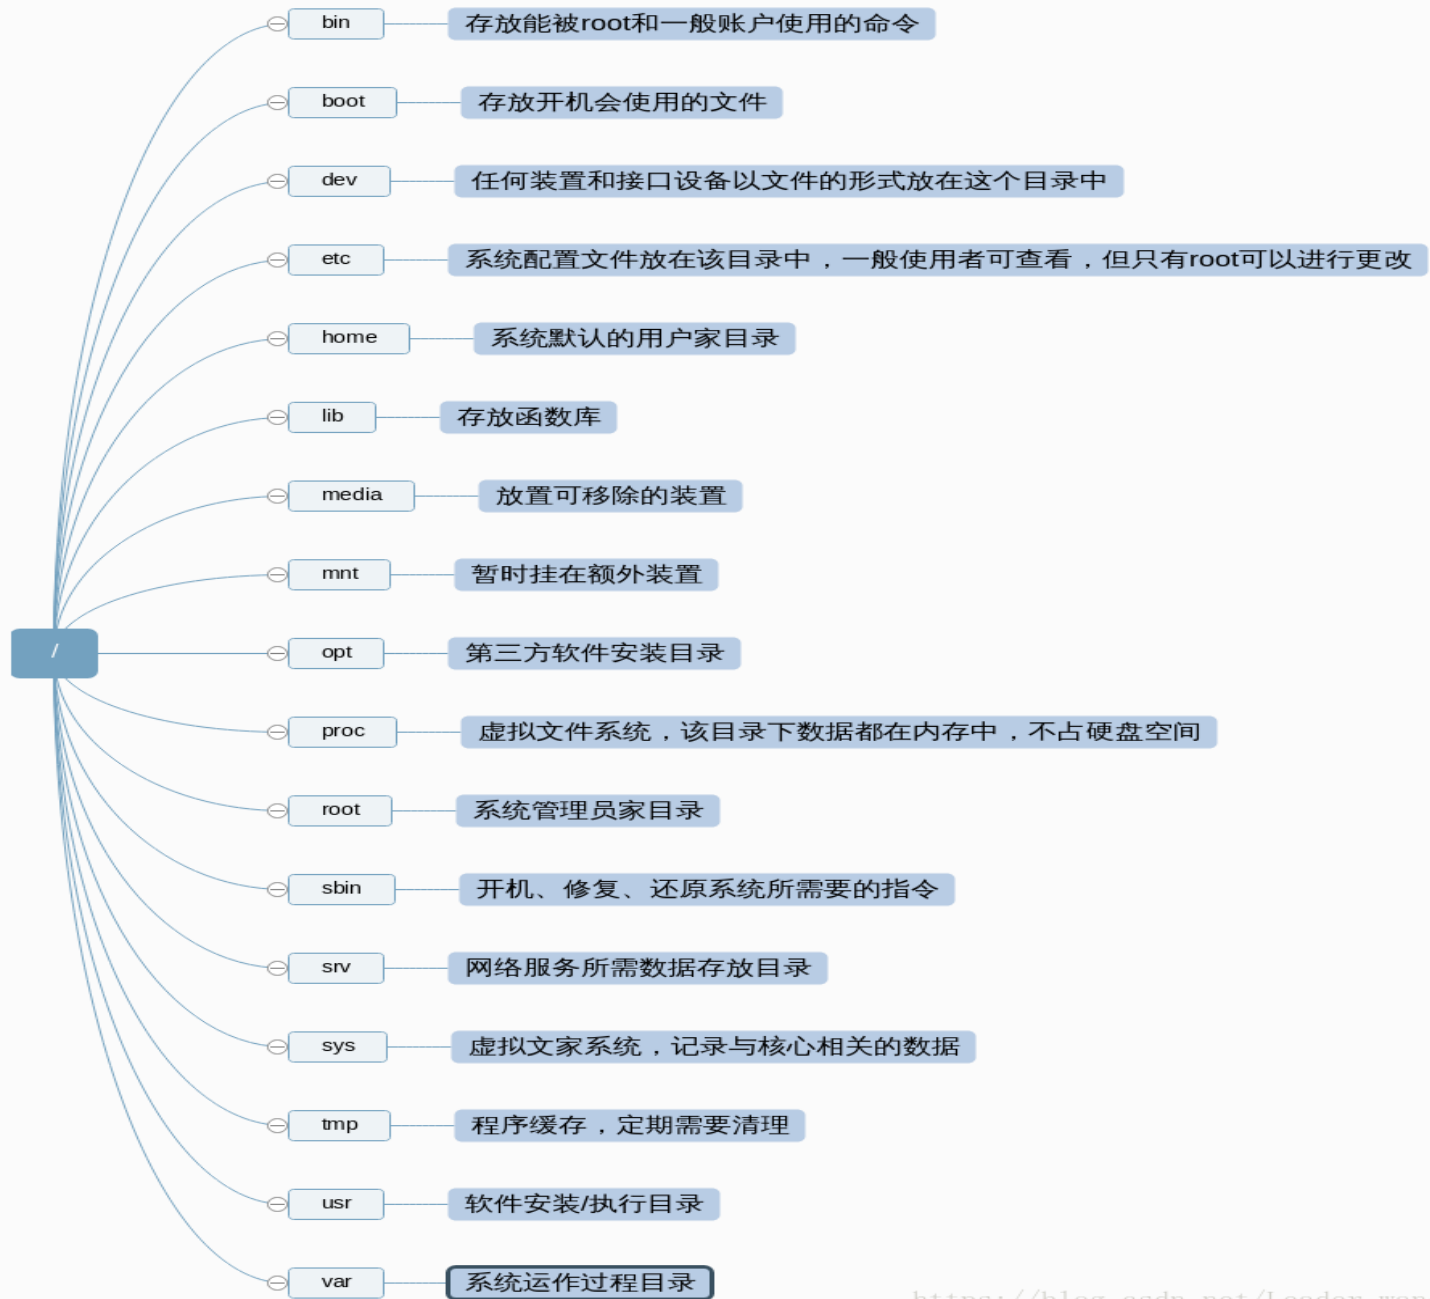 bin 存放能被root和一般账户使用的命令
boot 存放开机会使用的文件
dev 任何装置和接口设备以文件的形式放在这个目录中
etc 系统配置文件放在该目录中，一般使用者可查看，但只有root可以进行更改
home 系统默认的用户家目录
lib 存放函数库
media 放置可移除的装置
mnt 暂时挂在额外装置
/ opt 第三方软件安装目录
proc 虚拟文件系统，该目录下数据都在内存中，不占硬盘空间
root 系统管理员家目录
sbin 开机、修复、还原系统所需要的指令
srv 网络服务所需数据存放目录
sys 虚拟文家系统，记录与核心相关的数据
tmp 程序缓存，定期需要清理
usr 软件安装/执行目录
var 系统运作过程目录